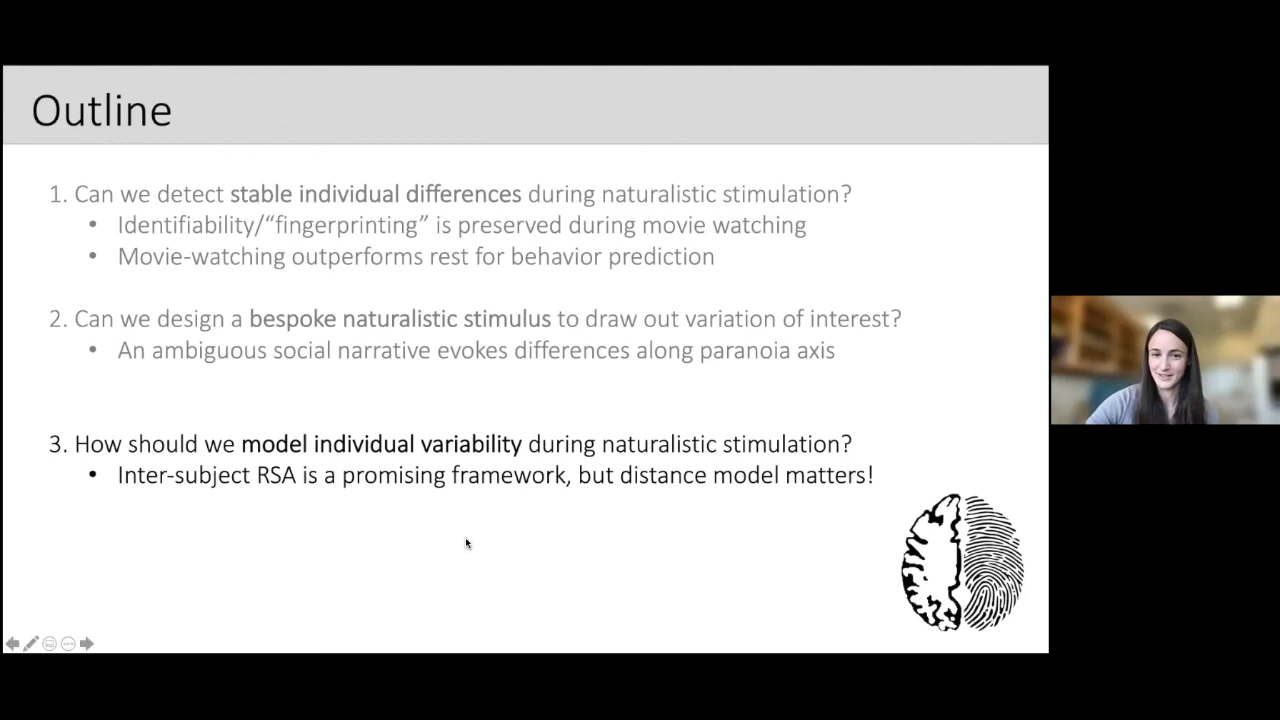 Outline
1. Can we detect stable individual differences during naturalistic stimulation?
• Identifiability/“fingerprinting” is preserved during movie watching
• Movie-watching outperforms rest for behavior prediction
2. Can we design a bespoke naturalistic stimulus to draw out variation of interest?
• An ambiguous social narrative evokes differences along paranoia axis
3. How should we model individual variability during naturalistic stimulation?
• Inter-subject RSA is a promising framework, but distance model matters!